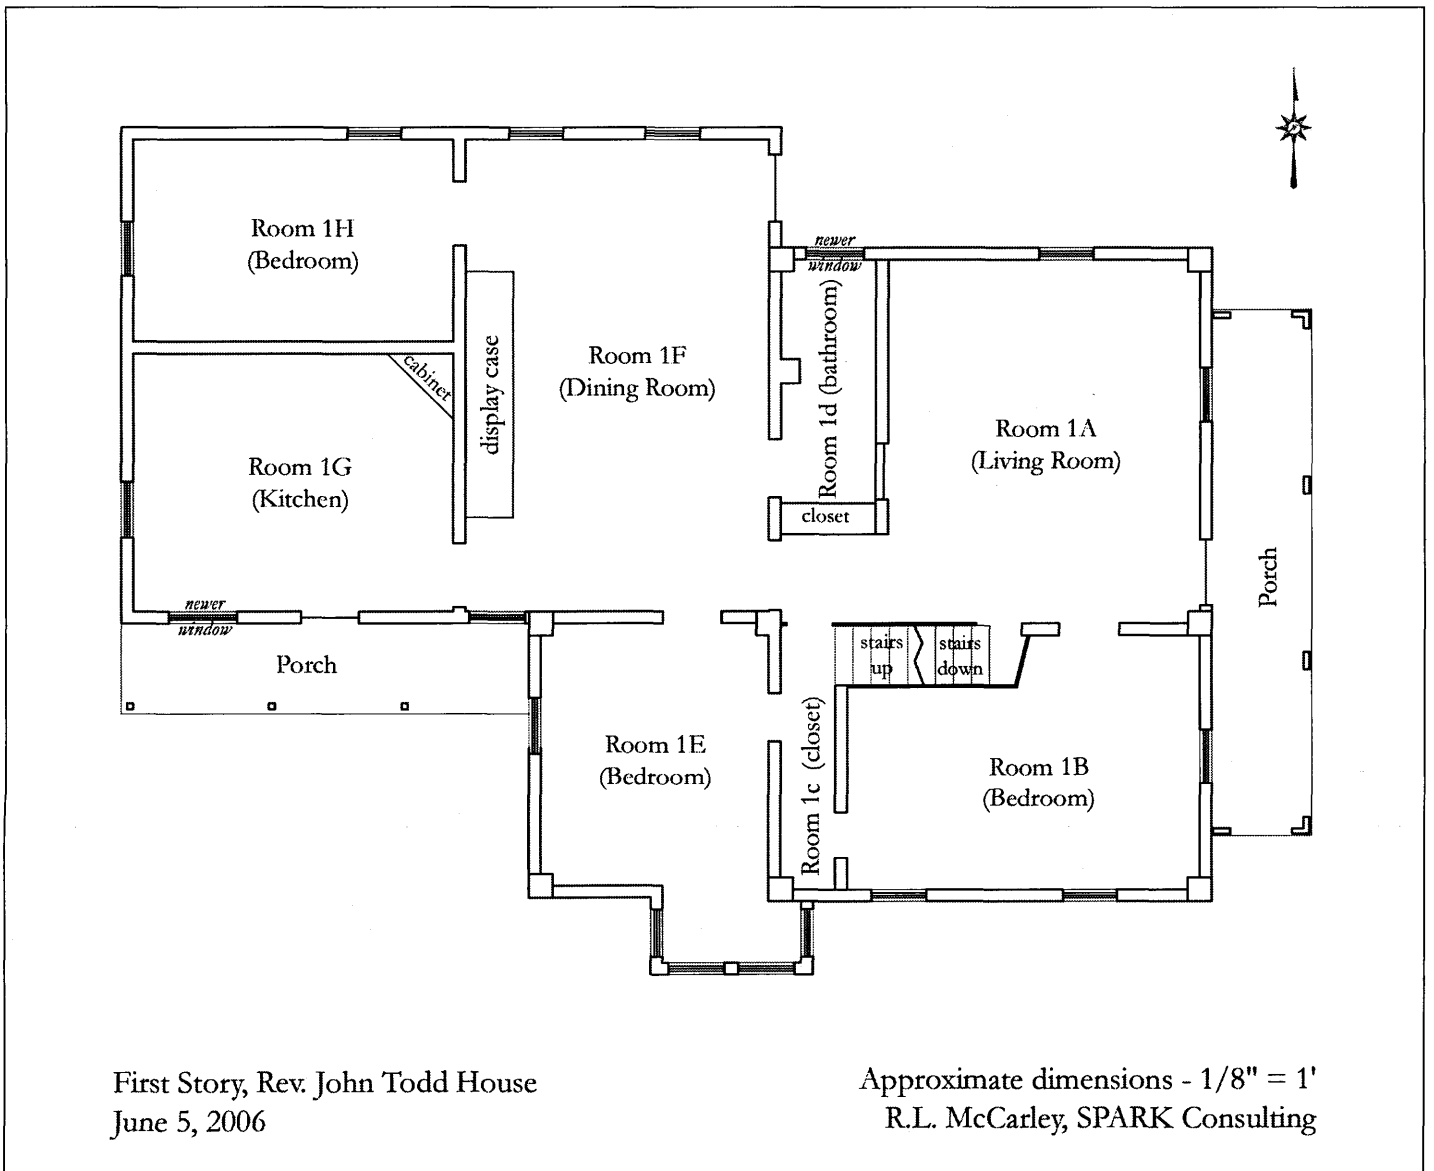 newer
window
Room 1H
(Bedroom)
Room 1d (bathroom)
cabinet
display case
Room 1F
(Dining Room)
Room 1A
(Living Room)
Room 1G
(Kitchen)
closet
Porch
newer
window
Porch
stairs
up
stairs
down
Room 1E
(Bedroom)
Room 1c (closet)
Room 1B
(Bedroom)
First Story, Rev. John Todd House
June 5, 2006
Approximate dimensions - 1/8" = 1'
R.L. McCarley, SPARK Consulting